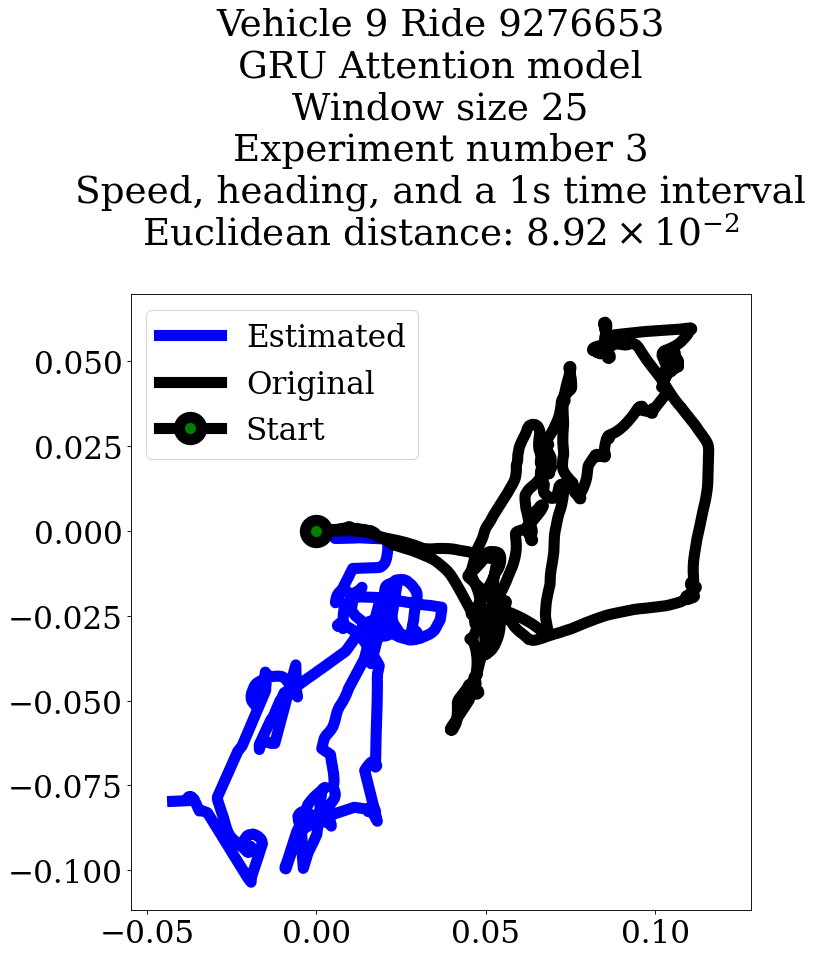 Vehicle 9 Ride 9276653
GRU Attention model
Window size 25
Experiment number 3
Speed, heading, and a 1s time interval
Euclidean distance: 8.92 × 10⁻²
Estimated
Original
Start
0.050
0.025
0.000
−0.025
−0.050
−0.075
−0.100
−0.05 0.00 0.05 0.10